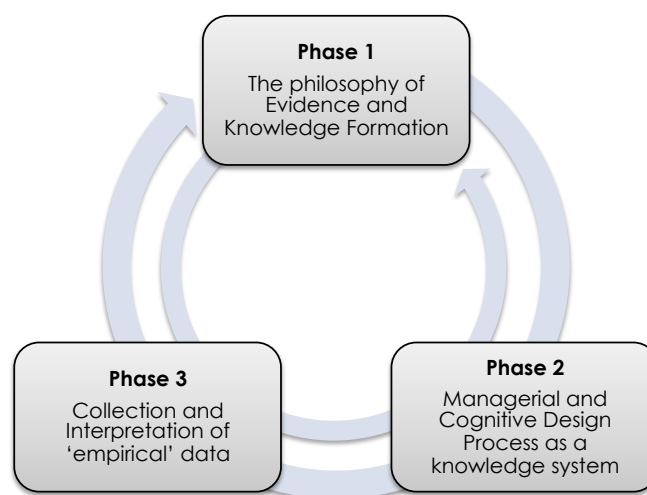 Phase 1
The philosophy of
Evidence and
Knowledge Formation
Phase 3
Collection and
Interpretation of
‘empirical’ data
Phase 2
Managerial and
Cognitive Design
Process as a
knowledge system